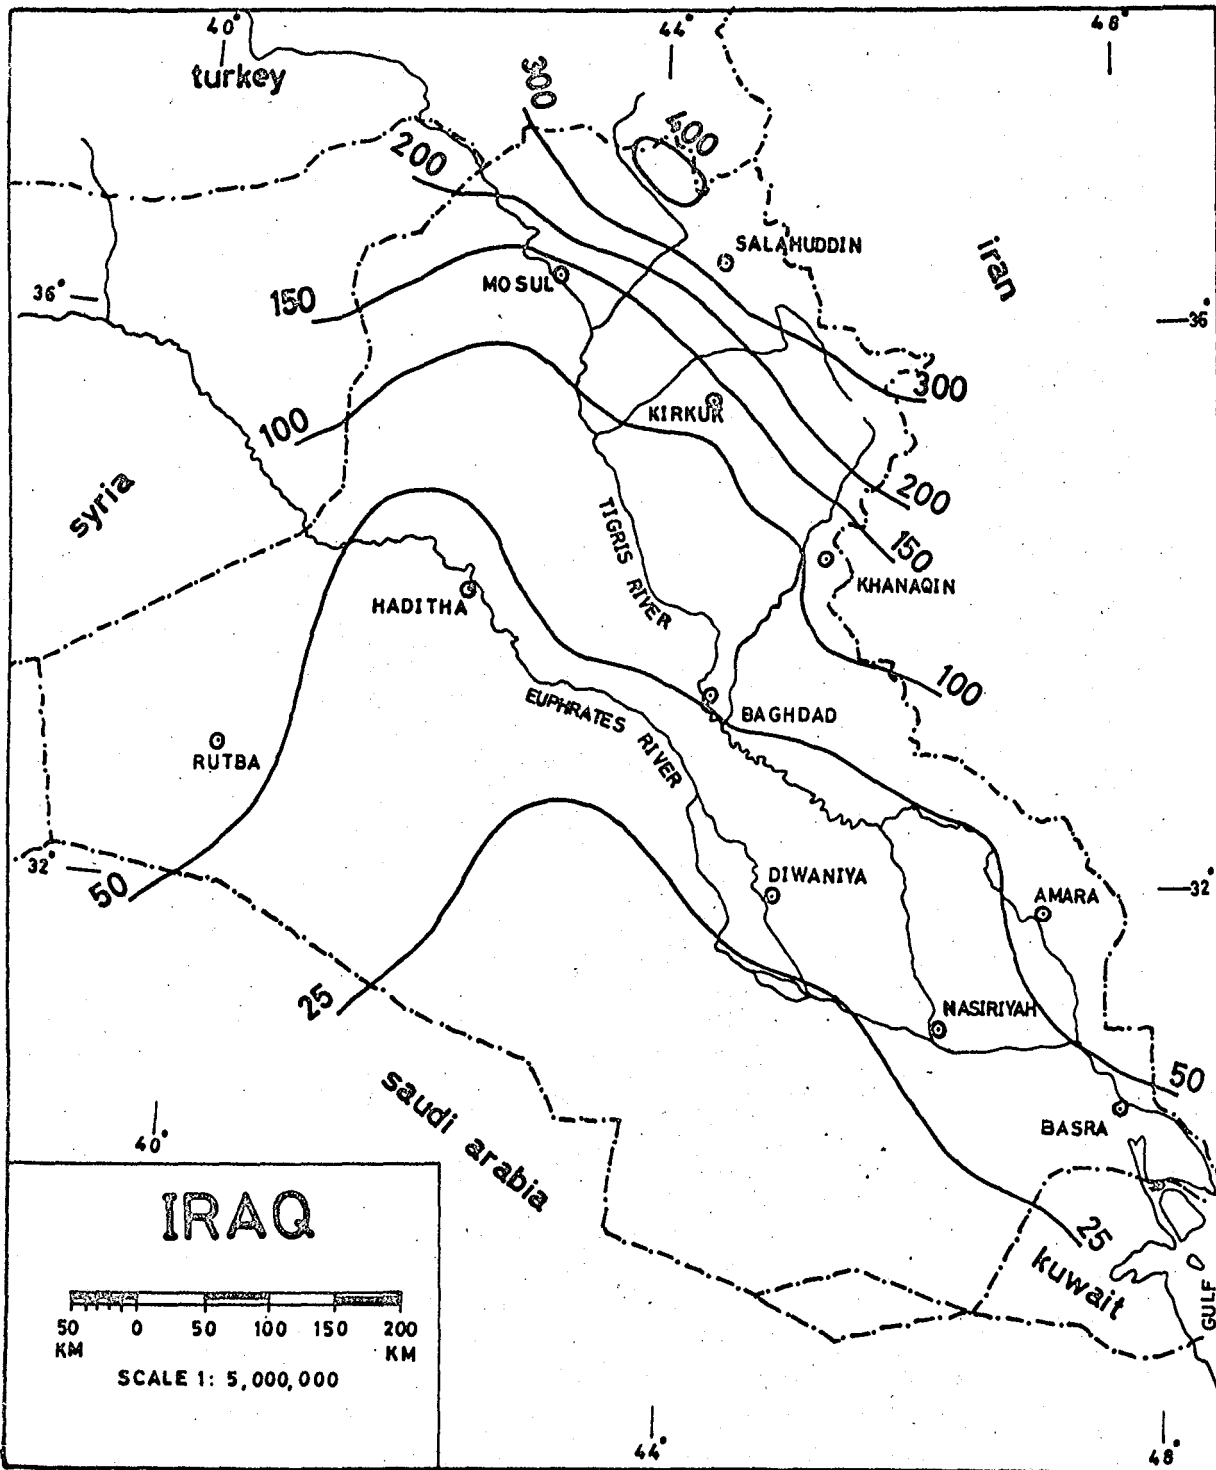 40°
44°
48°
turkey
300
400
200
SALAHUDDIN
iran
MOSUL
36°
150
36°
300
KIRKUK
100
syria
200
TIGRIS RIVER
150
KHANAQIN
HADITHA
100
EUPHRATES RIVER
BAGHDAD
RUTBA
32°
50
DIWANIYA
AMARA
32°
25
NASIRIYAH
saudi arabia
50
BASRA
40°
IRAQ
25
kuwait
GULF
50 0 50 100 150 200
KM KM
SCALE 1: 5,000,000
44°
48°